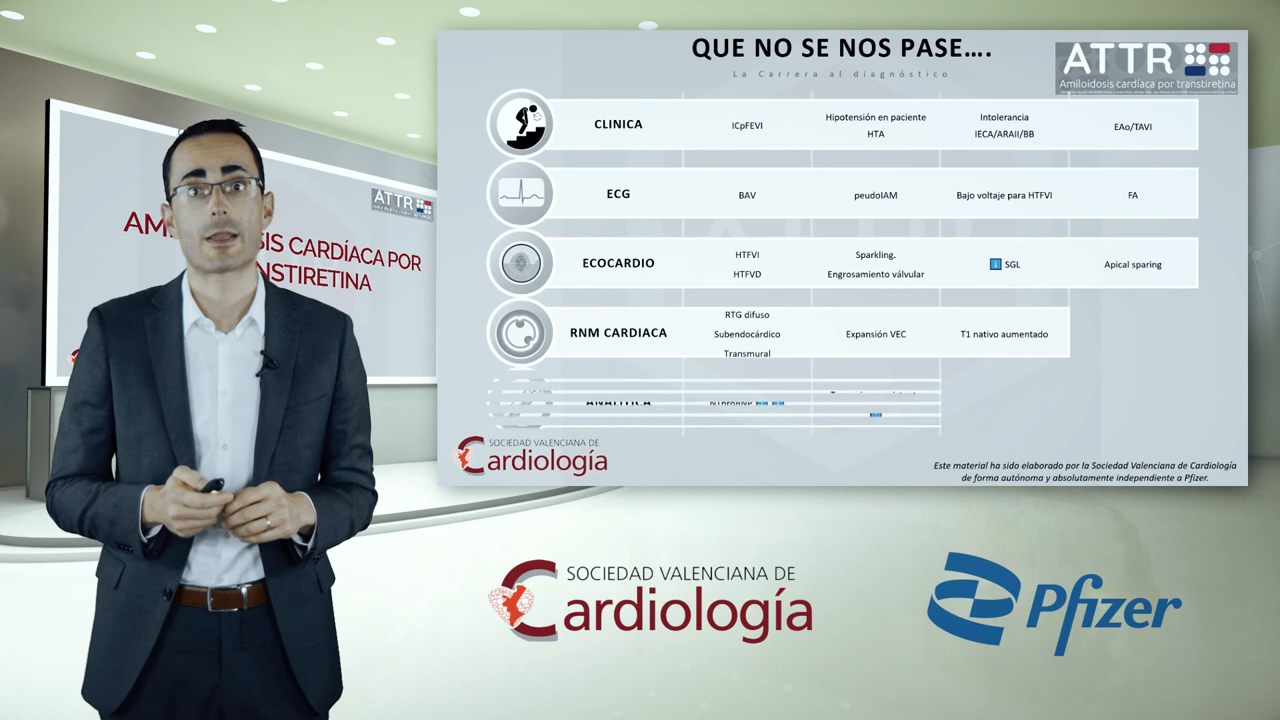 QUE NO SE NOS PASE....
La Carrera al diagnóstico
ATTR
Amiloidosis cardíaca por transtiretina
CLINICA
ICpFEVI
Hipotensión en paciente
HTA
Intolerancia
IECA/ARAII/BB
EAo/TAVI
ECG
BAV
peudoIAM
Bajo voltaje para HTFVI
FA
ECOCARDIO
HTFVI
HTFVD
Sparkling.
Engrosamiento válvular
SGL
Apical sparing
RNM CARDIACA
RTG difuso
Subendocárdico
Transmural
Expansión VEC
T1 nativo aumentado
ANALITICA
NTproBNP
SOCIEDAD VALENCIANA DE
Cardiología
Este material ha sido elaborado por la Sociedad Valenciana de Cardiología
de forma autónoma y absolutamente independiente a Pfizer.
ATTR
CARDÍACA POR
SOCIEDAD VALENCIANA DE
Cardiología
Pfizer